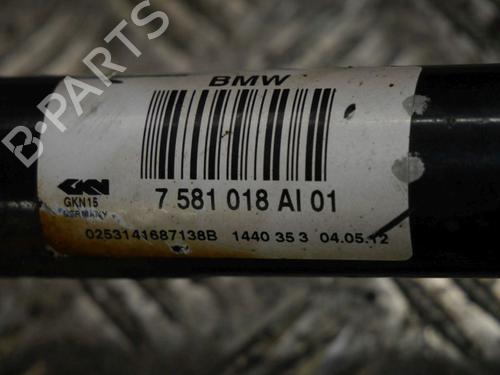 B-PARTS
BMW
7 581 018 AI 01
GKN
GKN15
GERMANY
0253141687138B 1440 35 3 04.05.12